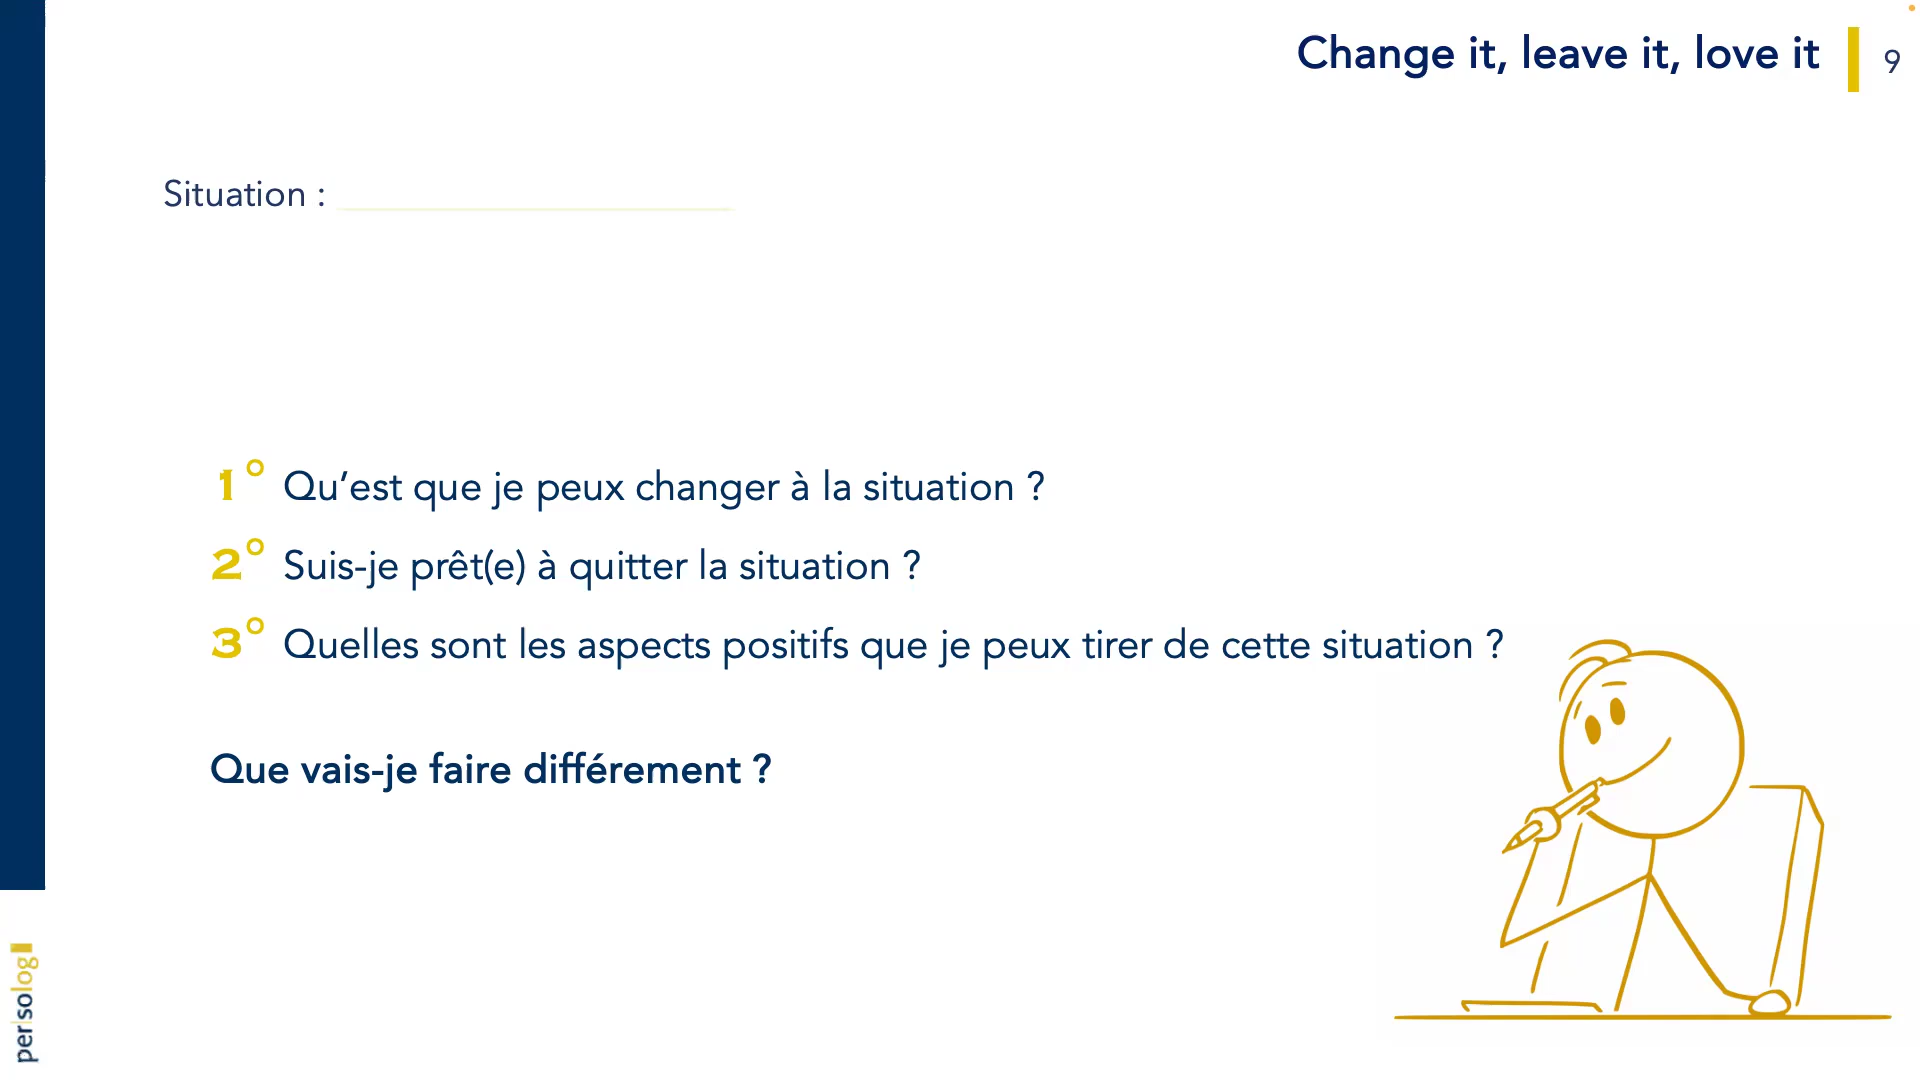 Change it, leave it, love it
9
Situation :
1° Qu’est que je peux changer à la situation ?
2° Suis-je prêt(e) à quitter la situation ?
3° Quelles sont les aspects positifs que je peux tirer de cette situation ?
Que vais-je faire différement ?
persolog